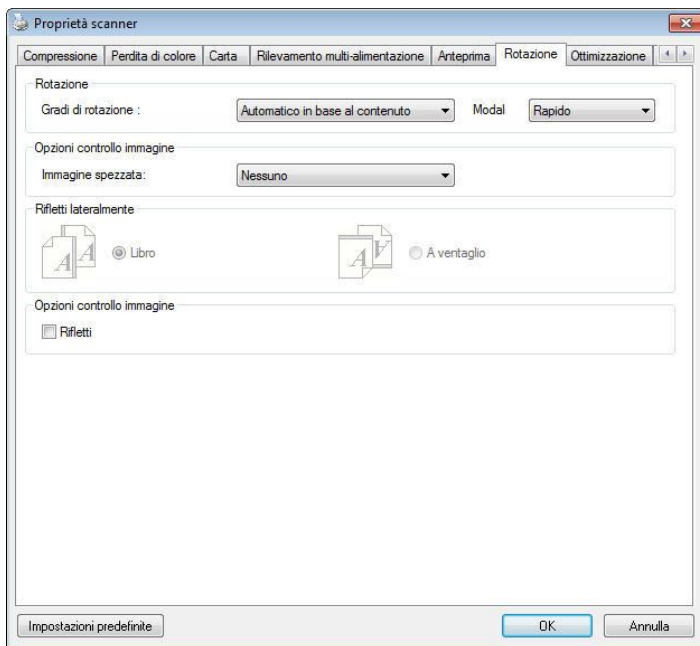 Proprietà scanner
Compressione Perdita di colore Carta Rilevamento multi-alimentazione Anteprima Rotazione Ottimizzazione
Rotazione
Gradi di rotazione : Automatico in base al contenuto Modal Rapido
Opzioni controllo immagine
Immagine spezzata: Nessuno
Rifletti lateralmente
A A Libro A A A ventaglio
Opzioni controllo immagine
Rifletti
Impostazioni predefinite OK Annulla